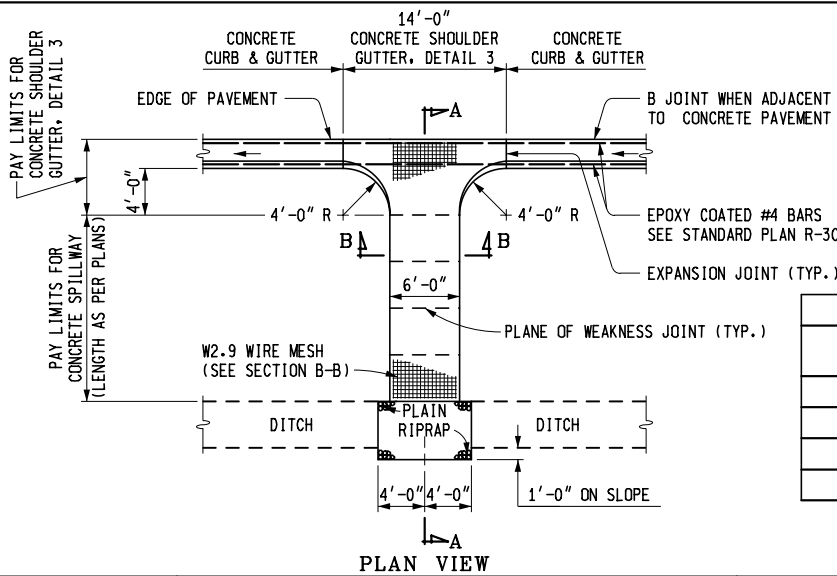 14'-0"
CONCRETE
CURB & GUTTER
CONCRETE SHOULDER
GUTTER, DETAIL 3
CONCRETE
CURB & GUTTER
PAY LIMITS FOR
CONCRETE SHOULDER
GUTTER, DETAIL 3
EDGE OF PAVEMENT
A
B JOINT WHEN ADJACENT
TO CONCRETE PAVEMENT
4'-0"
4'-0" R
4'-0" R
EPOXY COATED #4 BARS
SEE STANDARD PLAN R-30
B
B
EXPANSION JOINT (TYP.)
PAY LIMITS FOR
CONCRETE SPILLWAY
(LENGTH AS PER PLANS)
6'-0"
PLANE OF WEAKNESS JOINT (TYP.)
W2.9 WIRE MESH
(SEE SECTION B-B)
DITCH
PLAIN
RIPRAP
DITCH
4'-0"
4'-0"
1'-0" ON SLOPE
A
PLAN VIEW